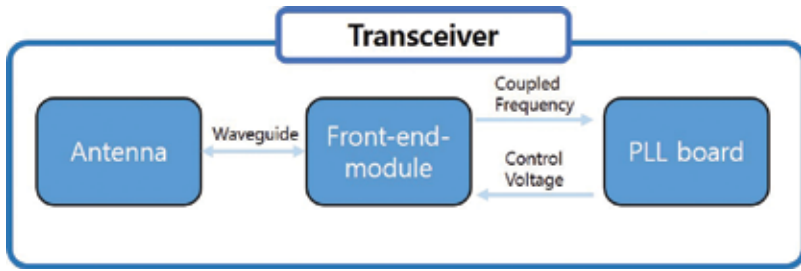 Transceiver
Antenna
Waveguide
Front-end-
module
Coupled
Frequency
Control
Voltage
PLL board